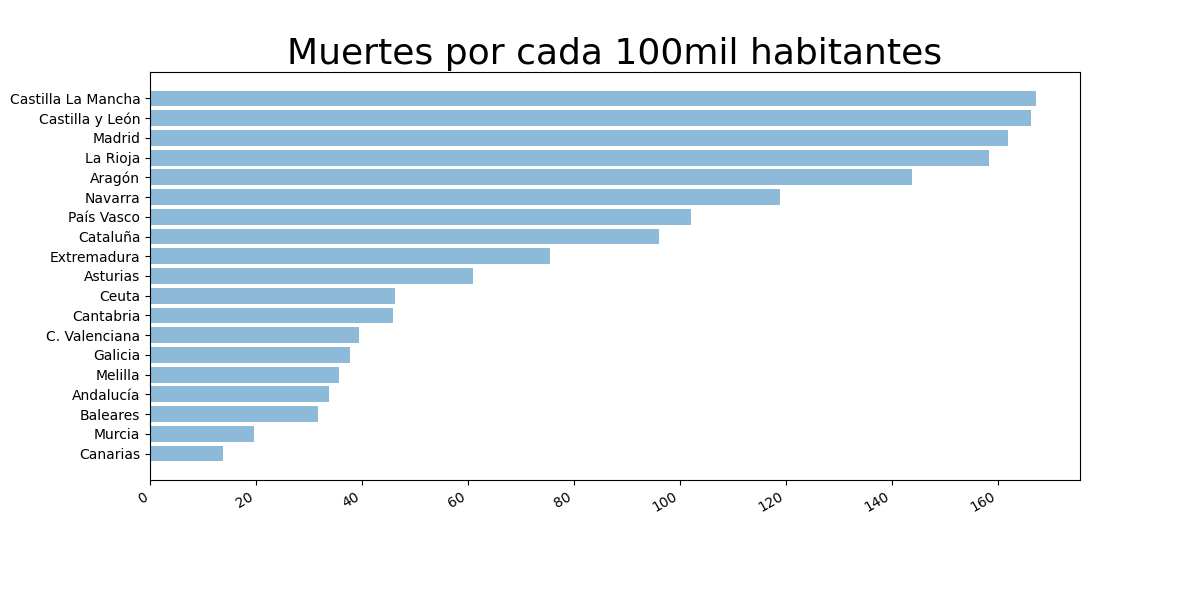 Muertes por cada 100mil habitantes
Castilla La Mancha
Castilla y León
Madrid
La Rioja
Aragón
Navarra
País Vasco
Cataluña
Extremadura
Asturias
Ceuta
Cantabria
C. Valenciana
Galicia
Melilla
Andalucía
Baleares
Murcia
Canarias
0 20 40 60 80 100 120 140 160